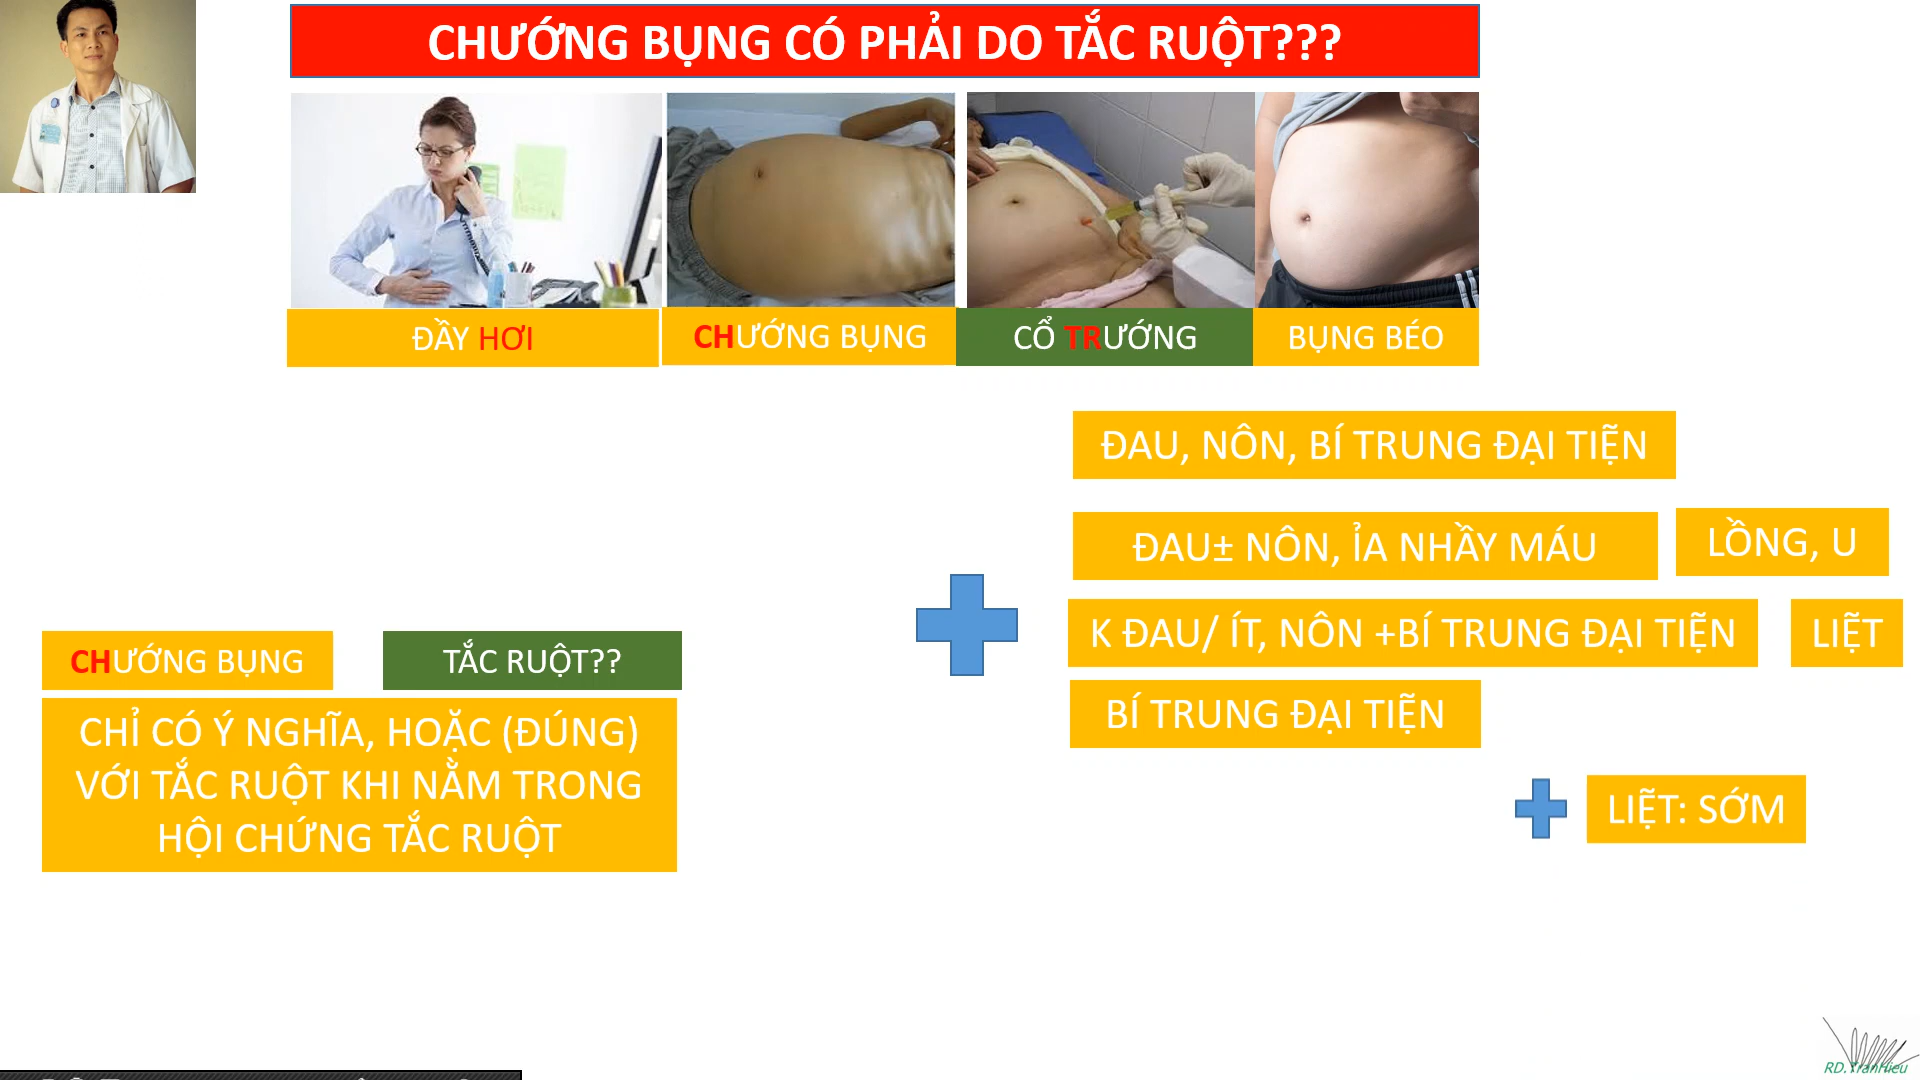 CHƯỚNG BỤNG CÓ PHẢI DO TẮC RUỘT???
ĐẦY HƠI
CHƯỚNG BỤNG
CỔ TRƯỚNG
BỤNG BÉO
ĐAU, NÔN, BÍ TRUNG ĐẠI TIỆN
ĐAU± NÔN, ỈA NHẦY MÁU
LỒNG, U
K ĐAU/ ÍT, NÔN +BÍ TRUNG ĐẠI TIỆN
LIỆT
CHƯỚNG BỤNG
TẮC RUỘT??
BÍ TRUNG ĐẠI TIỆN
CHỈ CÓ Ý NGHĨA, HOẶC (ĐÚNG)
VỚI TẮC RUỘT KHI NẰM TRONG
HỘI CHỨNG TẮC RUỘT
LIỆT: SỚM
RD.TranHieu